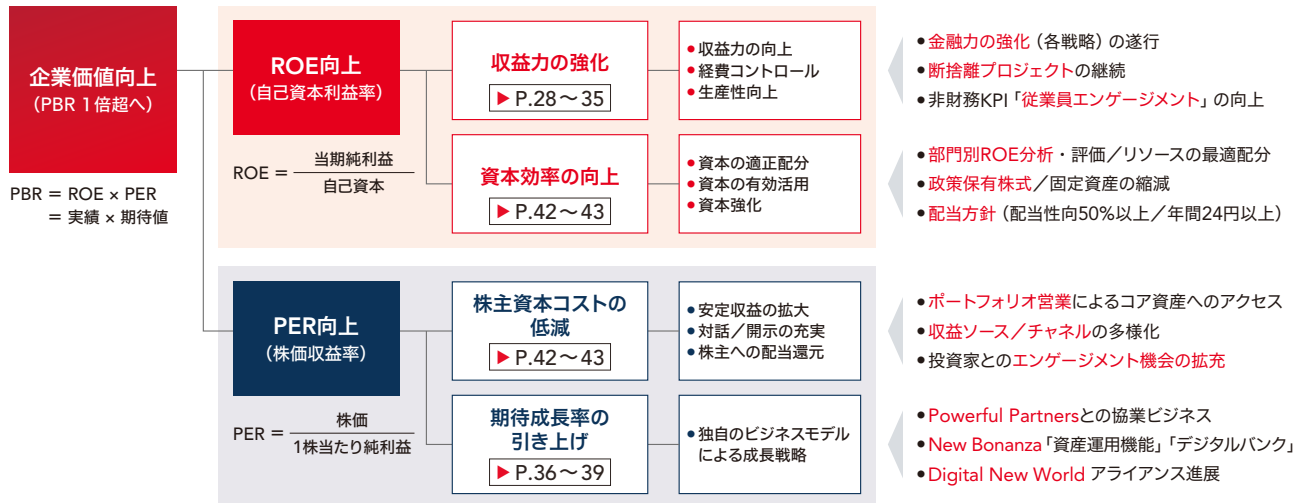 企業価値向上
（PBR 1倍超へ）
PBR = ROE × PER
= 実績 × 期待値
ROE向上
（自己資本利益率）
ROE = 当期純利益
自己資本
収益力の強化
▶ P.28～35
● 収益力の向上
● 経費コントロール
● 生産性向上
● 金融力の強化（各戦略）の遂行
● 断捨離プロジェクトの継続
● 非財務KPI「従業員エンゲージメント」の向上
資本効率の向上
▶ P.42～43
● 資本の適正配分
● 資本の有効活用
● 資本強化
● 部門別ROE分析・評価／リソースの最適配分
● 政策保有株式／固定資産の縮減
● 配当方針（配当性向50%以上／年間24円以上）
PER向上
（株価収益率）
PER = 株価
1株当たり純利益
株主資本コストの
低減
▶ P.42～43
● 安定収益の拡大
● 対話／開示の充実
● 株主への配当還元
● ポートフォリオ営業によるコア資産へのアクセス
● 収益ソース／チャネルの多様化
● 投資家とのエンゲージメント機会の拡充
期待成長率の
引き上げ
▶ P.36～39
● 独自のビジネスモデル
による成長戦略
● Powerful Partnersとの協業ビジネス
● New Bonanza「資産運用機能」「デジタルバンク」
● Digital New World アライアンス進展